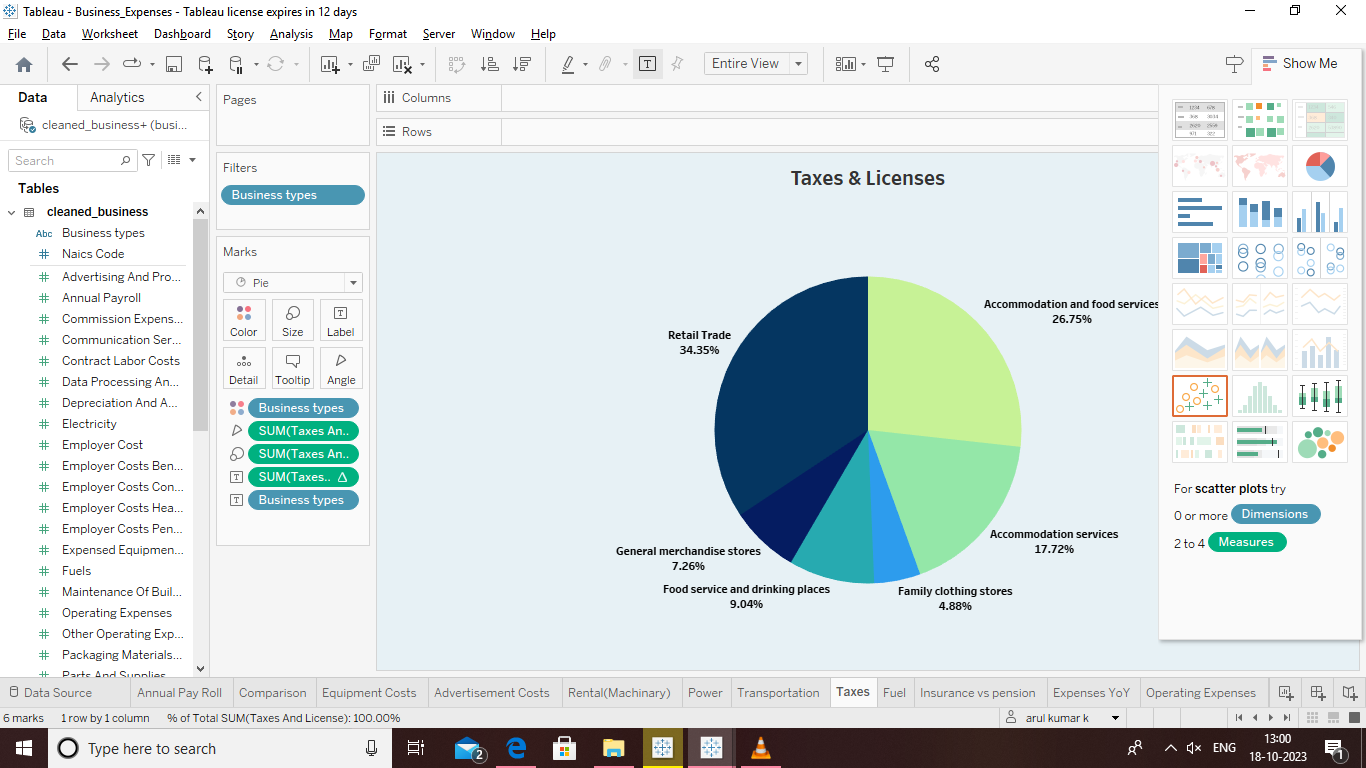 Tableau - Business_Expenses - Tableau license expires in 12 days
File Data Worksheet Dashboard Story Analysis Map Format Server Window Help
Entire View
Show Me
Data Analytics
cleaned_business+ (busi...
Search
Tables
cleaned_business
Abc Business types
Naics Code
Advertising And Pro...
Annual Payroll
Commission Expens...
Communication Ser...
Contract Labor Costs
Data Processing An...
Depreciation And A...
Electricity
Employer Cost
Employer Costs Ben...
Employer Costs Con...
Employer Costs Hea...
Employer Costs Pen...
Expensed Equipmen...
Fuels
Maintenance Of Buil...
Operating Expenses
Other Operating Exp...
Packaging Materials...
Parts And Supplies
Pages
Filters
Business types
Marks
Pie
Color Size Label
Detail Tooltip Angle
Business types
SUM(Taxes An..
SUM(Taxes An..
SUM(Taxes.. △
Business types
Columns
Rows
Taxes & Licenses
Accommodation and food services
26.75%
Retail Trade
34.35%
Accommodation services
17.72%
General merchandise stores
7.26%
Food service and drinking places
9.04%
Family clothing stores
4.88%
For scatter plots try
0 or more Dimensions
2 to 4 Measures
Data Source Annual Pay Roll Comparison Equipment Costs Advertisement Costs Rental(Machinary) Power Transportation Taxes Fuel Insurance vs pension Expenses YoY Operating Expenses
6 marks 1 row by 1 column % of Total SUM(Taxes And License): 100.00%
arul kumar k
Type here to search
2
ENG
13:00
18-10-2023
1